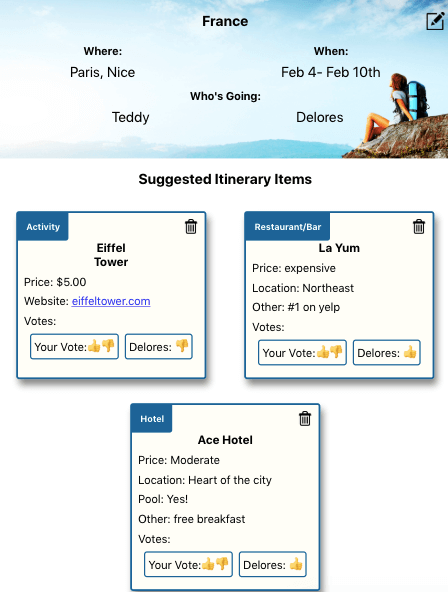 France
Where:
When:
Paris, Nice
Feb 4- Feb 10th
Who's Going:
Teddy
Delores
Suggested Itinerary Items
Activity
Eiffel
Tower
Price: $5.00
Website: eiffeltower.com
Votes:
Your Vote:👍👎
Delores: 👎
Restaurant/Bar
La Yum
Price: expensive
Location: Northeast
Other: #1 on yelp
Votes:
Your Vote:👍👎
Delores: 👍
Hotel
Ace Hotel
Price: Moderate
Location: Heart of the city
Pool: Yes!
Other: free breakfast
Votes:
Your Vote:👍👎
Delores: 👍